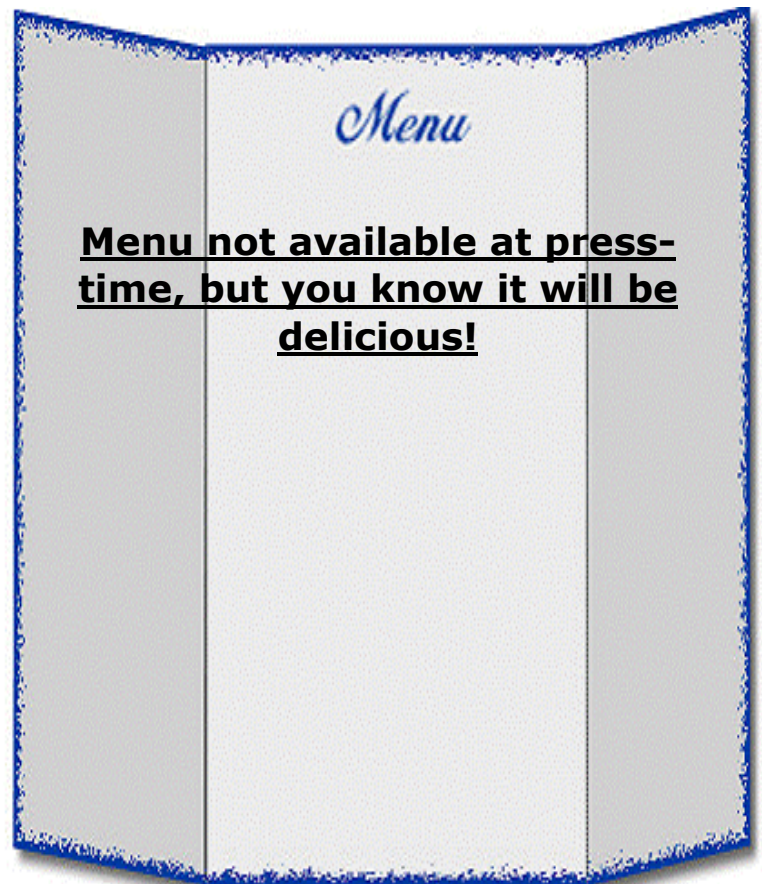 Menu
Menu not available at press-
time, but you know it will be
delicious!